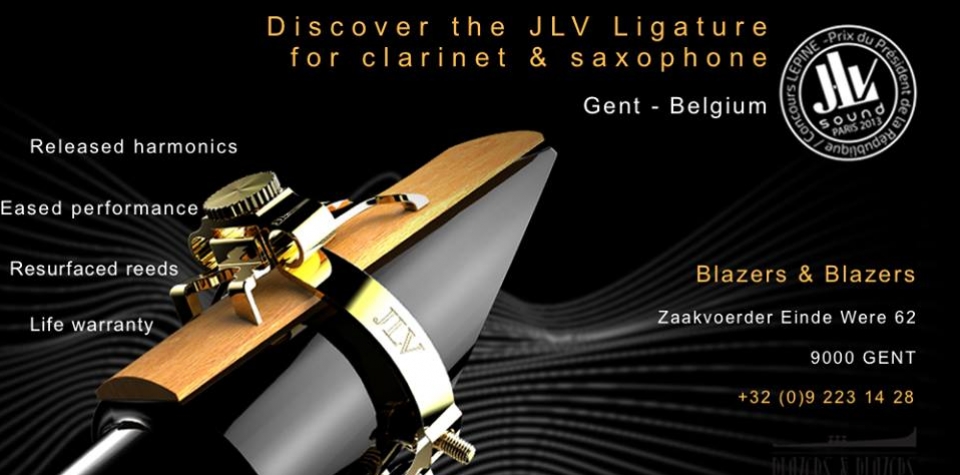 Discover the JLV Ligature
for clarinet & saxophone
Gent - Belgium
Concours LEPINE - Prix du Président de la République /
JLV
sound
PARIS 2013
Released harmonics
Eased performance
Resurfaced reeds
Life warranty
JLV
Blazers & Blazers
Zaakvoerder Einde Were 62
9000 GENT
+32 (0)9 223 14 28
BLAZERS & BLAZERS